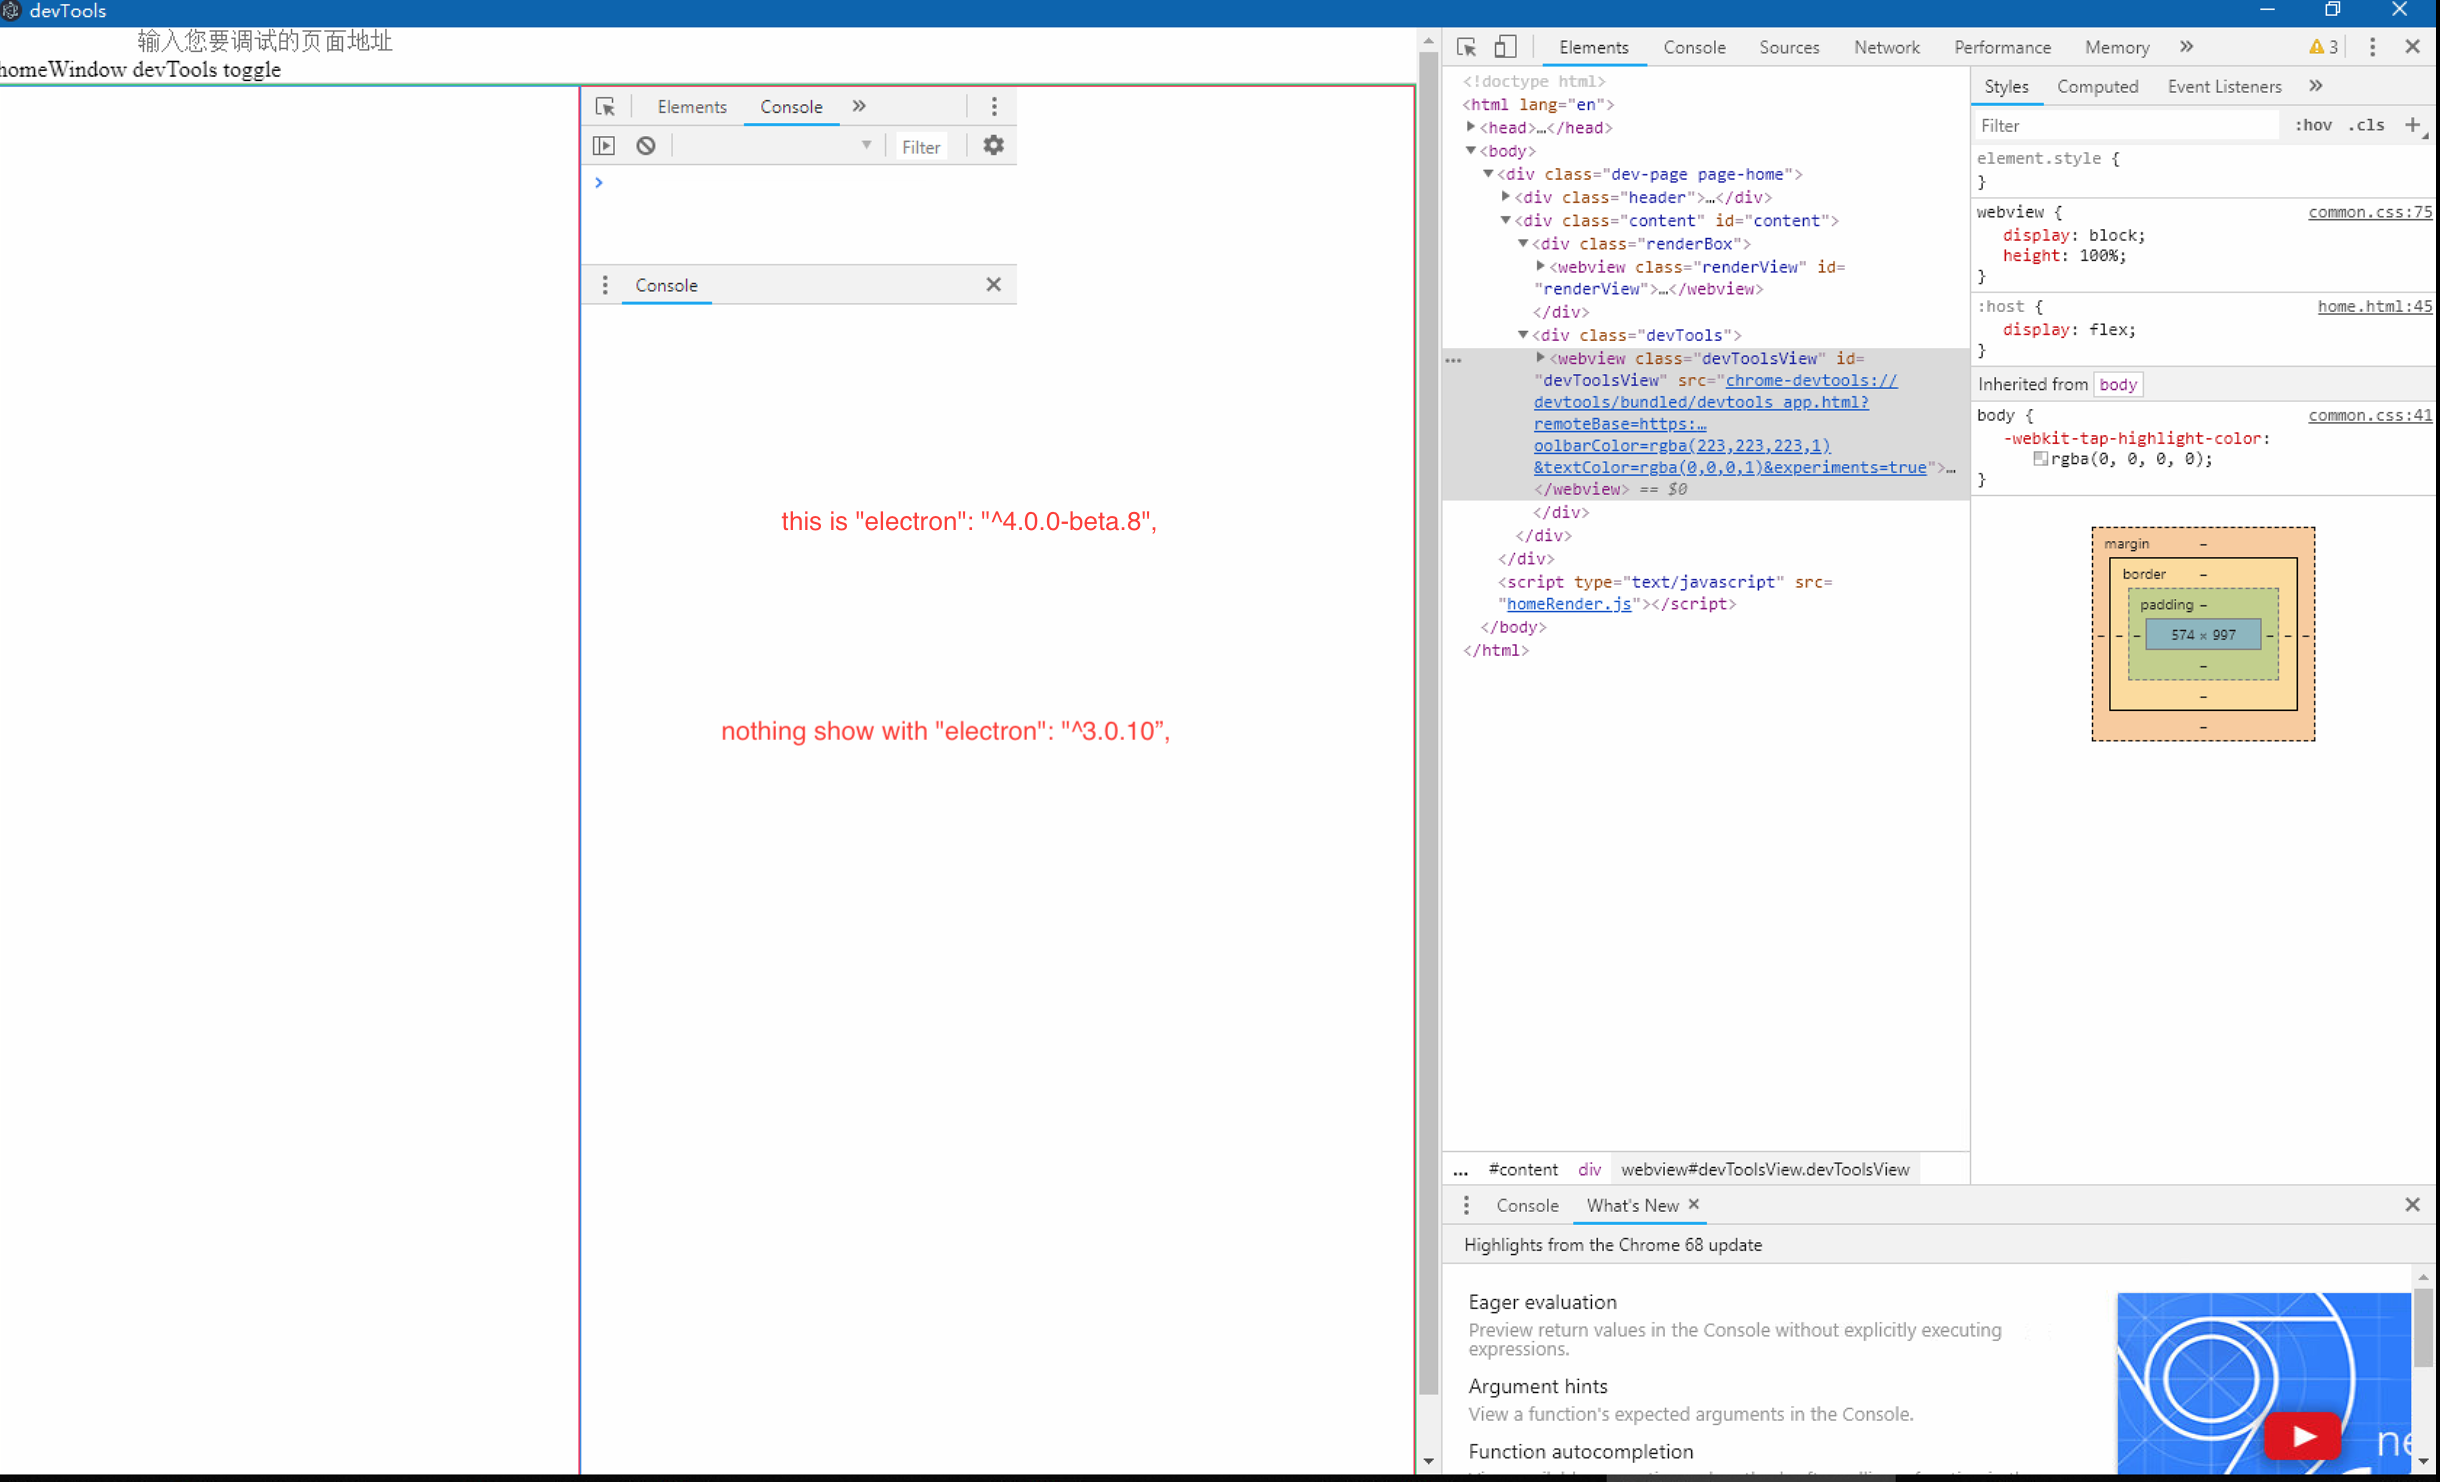 devTools
输入您要调试的页面地址
homeWindow devTools toggle
Elements Console »
Filter
Console
this is "electron": "^4.0.0-beta.8",
nothing show with "electron": "^3.0.10”,
Elements Console Sources Network Performance Memory » 3
<!doctype html>
<html lang="en">
<head>…</head>
<body>
<div class="dev-page page-home">
<div class="header">…</div>
<div class="content" id="content">
<div class="renderBox">
<webview class="renderView" id=
"renderView">…</webview>
</div>
<div class="devTools">
<webview class="devToolsView" id=
"devToolsView" src="chrome-devtools://
devtools/bundled/devtools_app.html?
remoteBase=https:…
oolbarColor=rgba(223,223,223,1)
&textColor=rgba(0,0,0,1)&experiments=true">…
</webview> == $0
</div>
</div>
</div>
<script type="text/javascript" src=
"homeRender.js"></script>
</body>
</html>
... #content div webview#devToolsView.devToolsView
Styles Computed Event Listeners »
Filter :hov .cls +
element.style {
}
webview { common.css:75
display: block;
height: 100%;
}
:host { home.html:45
display: flex;
}
Inherited from body
body { common.css:41
-webkit-tap-highlight-color:
rgba(0, 0, 0, 0);
}
margin –
border –
padding –
– – – 574 × 997 – – –
–
–
–
Console What's New ×
Highlights from the Chrome 68 update
Eager evaluation
Preview return values in the Console without explicitly executing
expressions.
Argument hints
View a function's expected arguments in the Console.
Function autocompletion
ne